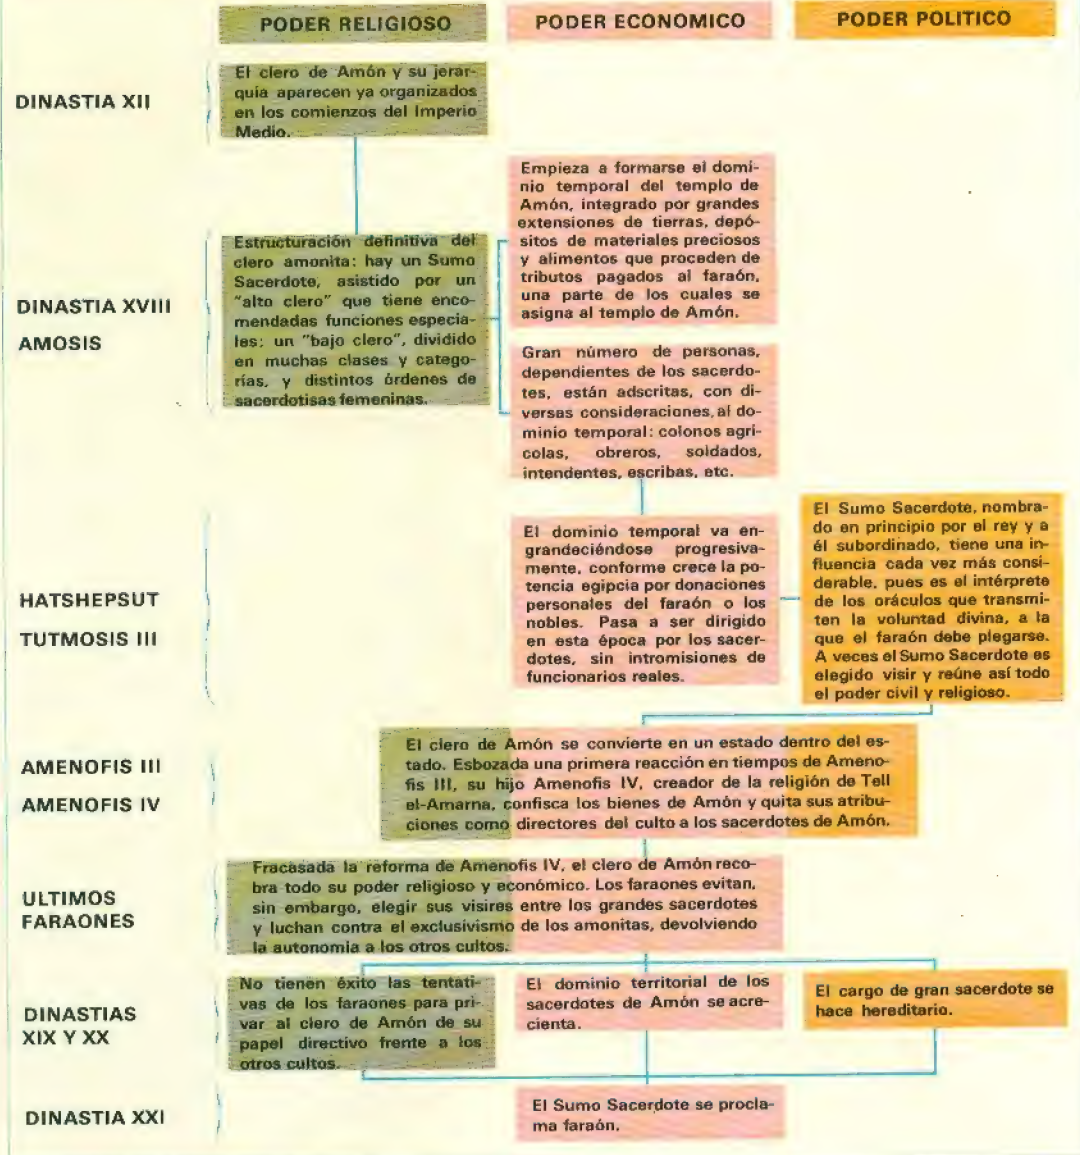 PODER RELIGIOSO
PODER ECONOMICO
PODER POLITICO
DINASTIA XII
El clero de Amón y su jerar-
quía aparecen ya organizados
en los comienzos del Imperio
Medio.
DINASTIA XVIII
AMOSIS
Estructuración definitiva del
clero amonita: hay un Sumo
Sacerdote, asistido por un
"alto clero" que tiene enco-
mendadas funciones especia-
les; un "bajo clero", dividido
en muchas clases y catego-
rías, y distintos órdenes de
sacerdotisas femeninas.
Empieza a formarse el domi-
nio temporal del templo de
Amón, integrado por grandes
extensiones de tierras, depó-
sitos de materiales preciosos
y alimentos que proceden de
tributos pagados al faraón,
una parte de los cuales se
asigna al templo de Amón.
Gran número de personas,
dependientes de los sacerdo-
tes, están adscritas, con di-
versas consideraciones, al do-
minio temporal: colonos agrí-
colas, obreros, soldados,
intendentes, escribas, etc.
HATSHEPSUT
TUTMOSIS III
El dominio temporal va en-
grandeciéndose progresiva-
mente, conforme crece la po-
tencia egipcia por donaciones
personales del faraón o los
nobles. Pasa a ser dirigido
en esta época por los sacer-
dotes, sin intromisiones de
funcionarios reales.
El Sumo Sacerdote, nombra-
do en principio por el rey y a
él subordinado, tiene una in-
fluencia cada vez más consi-
derable, pues es el intérprete
de los oráculos que transmi-
ten la voluntad divina, a la
que el faraón debe plegarse.
A veces el Sumo Sacerdote es
elegido visir y reúne así todo
el poder civil y religioso.
AMENOFIS III
AMENOFIS IV
El clero de Amón se convierte en un estado dentro del es-
tado. Esbozada una primera reacción en tiempos de Ameno-
fis III, su hijo Amenofis IV, creador de la religión de Tell
el-Amarna, confisca los bienes de Amón y quita sus atribu-
ciones como directores del culto a los sacerdotes de Amón.
ULTIMOS
FARAONES
Fracasada la reforma de Amenofis IV, el clero de Amón reco-
bra todo su poder religioso y económico. Los faraones evitan,
sin embargo, elegir sus visires entre los grandes sacerdotes
y luchan contra el exclusivismo de los amonitas, devolviendo
la autonomía a los otros cultos.
DINASTIAS
XIX Y XX
No tienen éxito las tentati-
vas de los faraones para pri-
var al clero de Amón de su
papel directivo frente a los
otros cultos.
El dominio territorial de los
sacerdotes de Amón se acre-
cienta.
El cargo de gran sacerdote se
hace hereditario.
DINASTIA XXI
El Sumo Sacerdote se procla-
ma faraón.